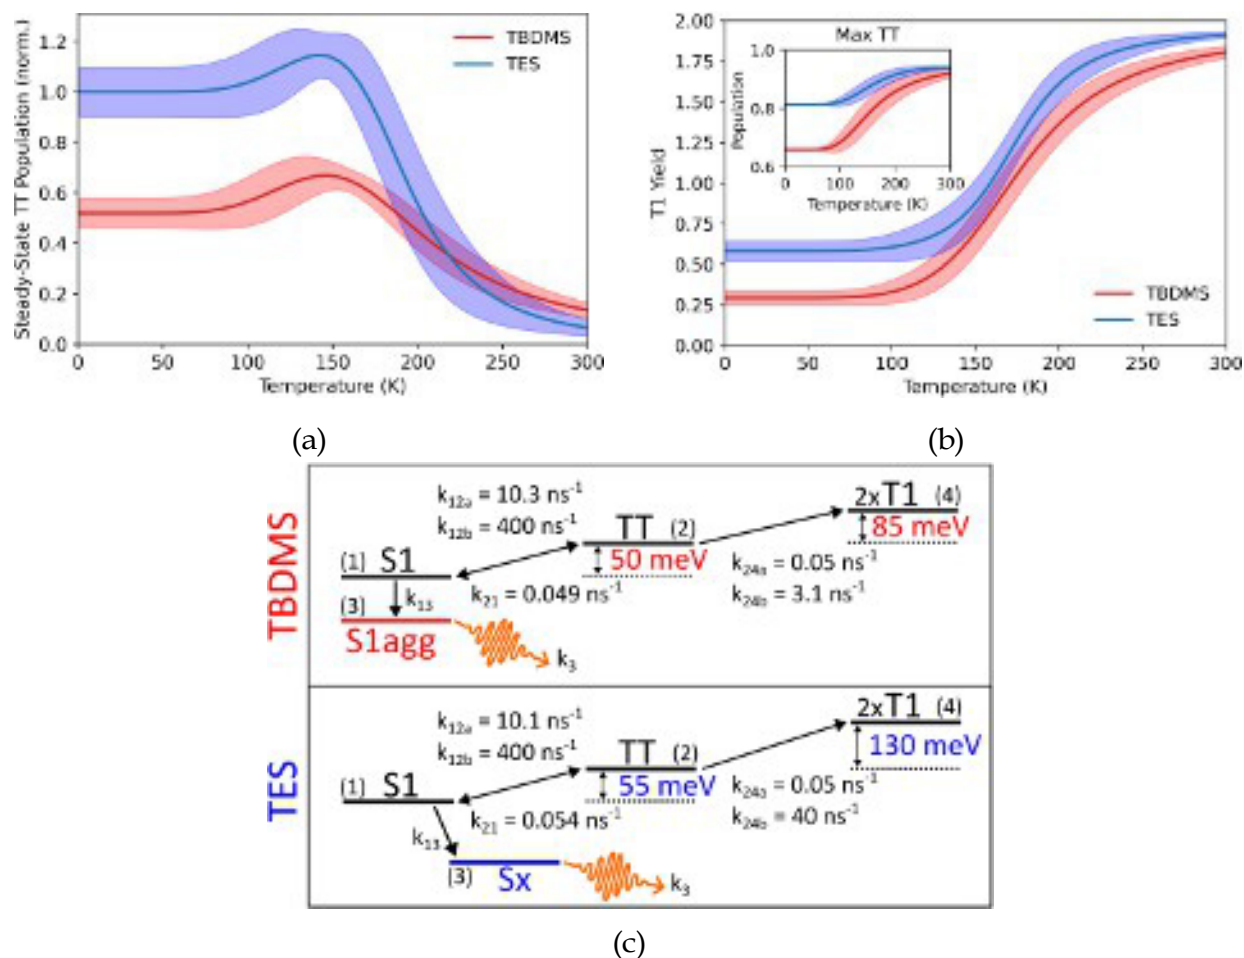 Steady-State TT Population (norm.)
1.2
1.0
0.8
0.6
0.4
0.2
0.0
TBDMS
TES
0 50 100 150 200 250 300
Temperature (K)
(a)
T1 Yield
2.00
1.75
1.50
1.25
1.00
0.75
0.50
0.25
0.00
Max TT
Population
1.0
0.8
0.6
0 100 200 300
Temperature (K)
TBDMS
TES
0 50 100 150 200 250 300
Temperature (K)
(b)
TBDMS
k12a = 10.3 ns-1
k12b = 400 ns-1
(1) S1
TT (2)
50 meV
2xT1 (4)
85 meV
k21 = 0.049 ns-1
k24a = 0.05 ns-1
k24b = 3.1 ns-1
k13
(3)
S1agg
k3
TES
k12a = 10.1 ns-1
k12b = 400 ns-1
(1) S1
TT (2)
55 meV
2xT1 (4)
130 meV
k21 = 0.054 ns-1
k24a = 0.05 ns-1
k24b = 40 ns-1
k13
(3) Sx
k3
(c)